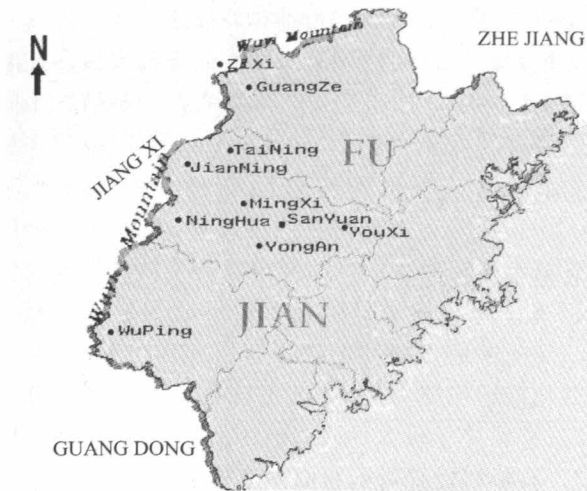 N
Wuyi Mountain
ZHE JIANG
ZiXi
GuangZe
TaiNing
FU
JIANG XI
JianNing
MingXi
NingHua
SanYuan
YouXi
YongAn
Wuyi Mountain
JIAN
WuPing
GUANG DONG